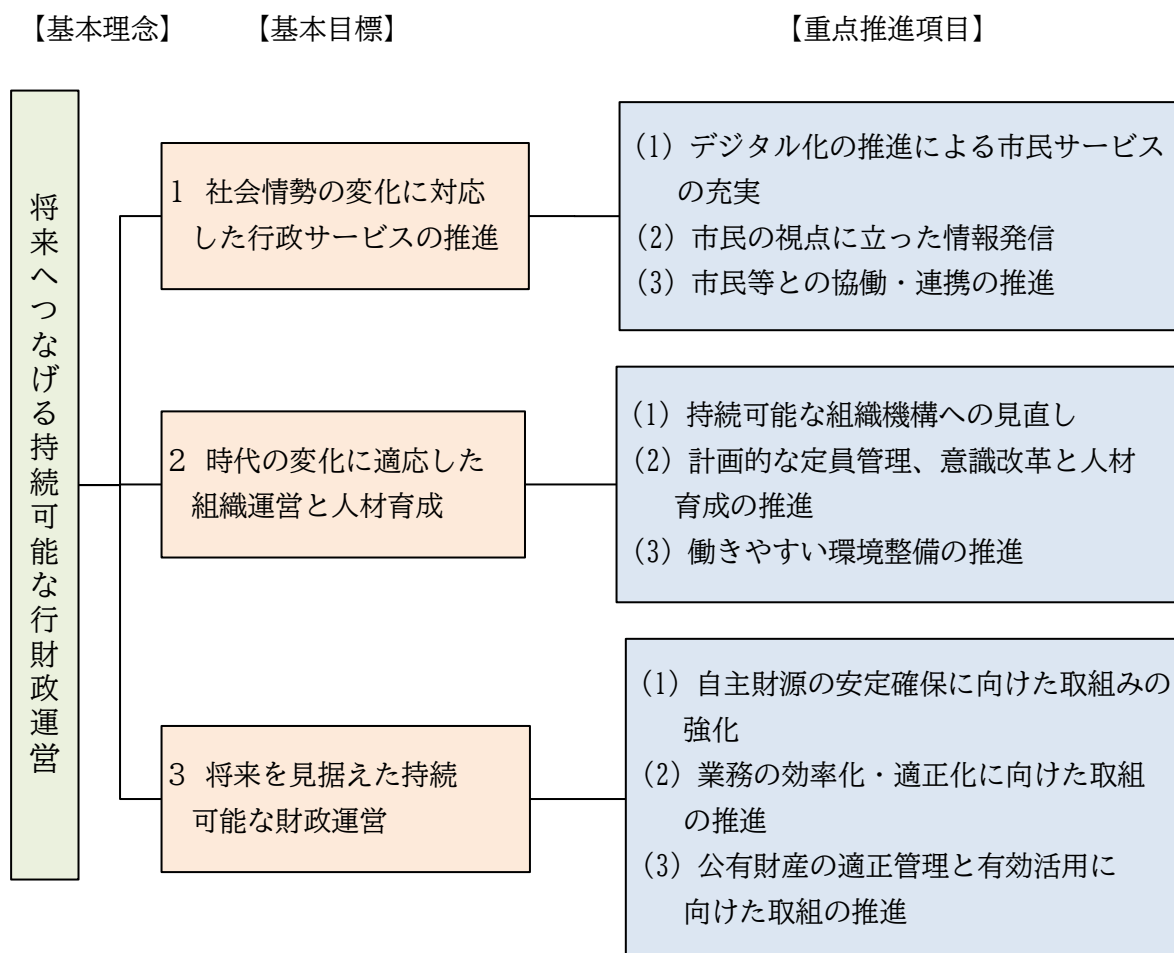 【基本理念】 【基本目標】 【重点推進項目】
将来へつなげる持続可能な行財政運営
1 社会情勢の変化に対応
した行政サービスの推進
(1) デジタル化の推進による市民サービス
の充実
(2) 市民の視点に立った情報発信
(3) 市民等との協働・連携の推進
2 時代の変化に適応した
組織運営と人材育成
(1) 持続可能な組織機構への見直し
(2) 計画的な定員管理、意識改革と人材
育成の推進
(3) 働きやすい環境整備の推進
3 将来を見据えた持続
可能な財政運営
(1) 自主財源の安定確保に向けた取組みの
強化
(2) 業務の効率化・適正化に向けた取組
の推進
(3) 公有財産の適正管理と有効活用に
向けた取組の推進